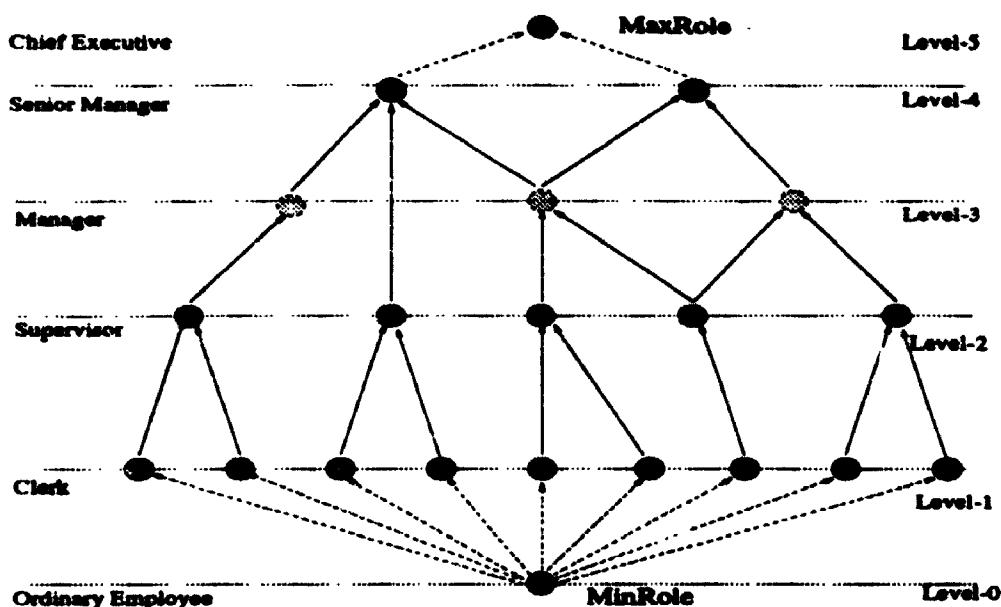 MaxRole
Chief Executive Level-5
Senior Manager Level-4
Manager Level-3
Supervisor Level-2
Clerk Level-1
Ordinary Employee MinRole Level-0